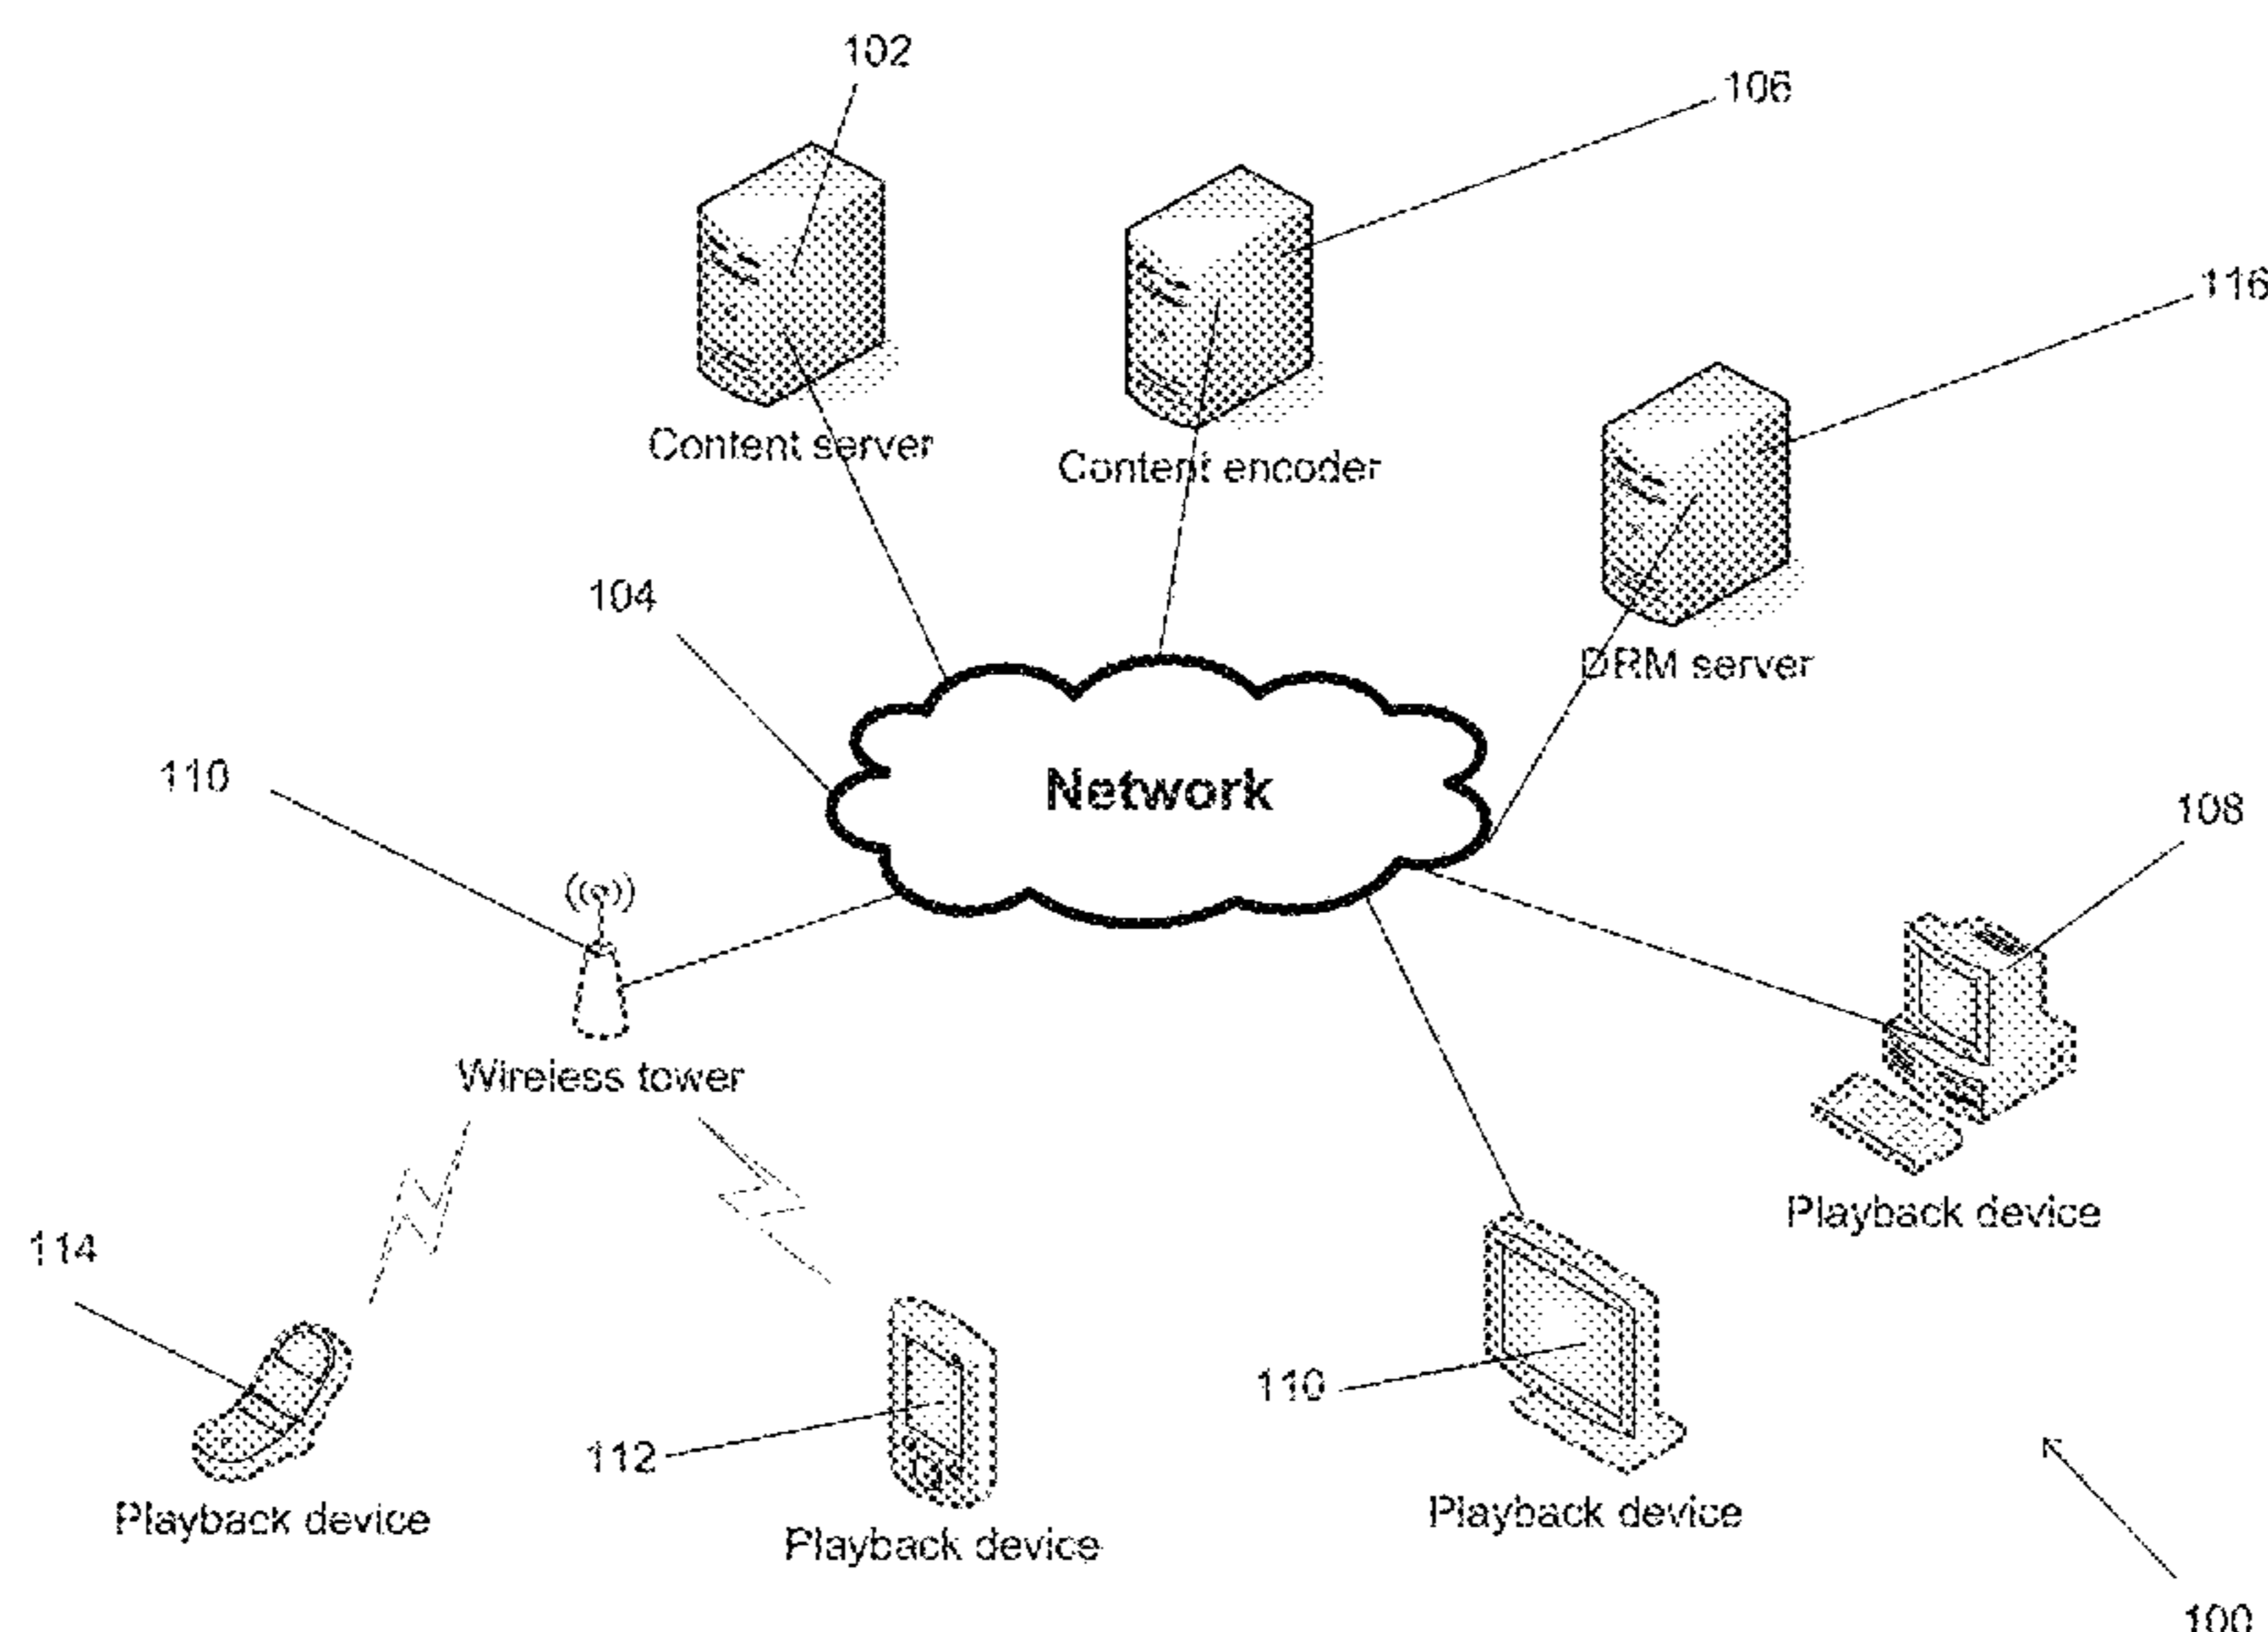 102
106
116
Content server
Content encoder
104
DRM server
110
Network
108
Wireless tower
Playback device
114
110
112
Playback device
Playback device
Playback device
100